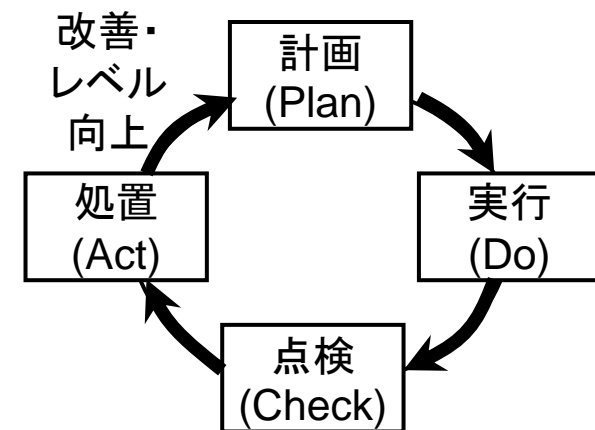 改善・
レベル
向上
計画
(Plan)
処置
(Act)
実行
(Do)
点検
(Check)